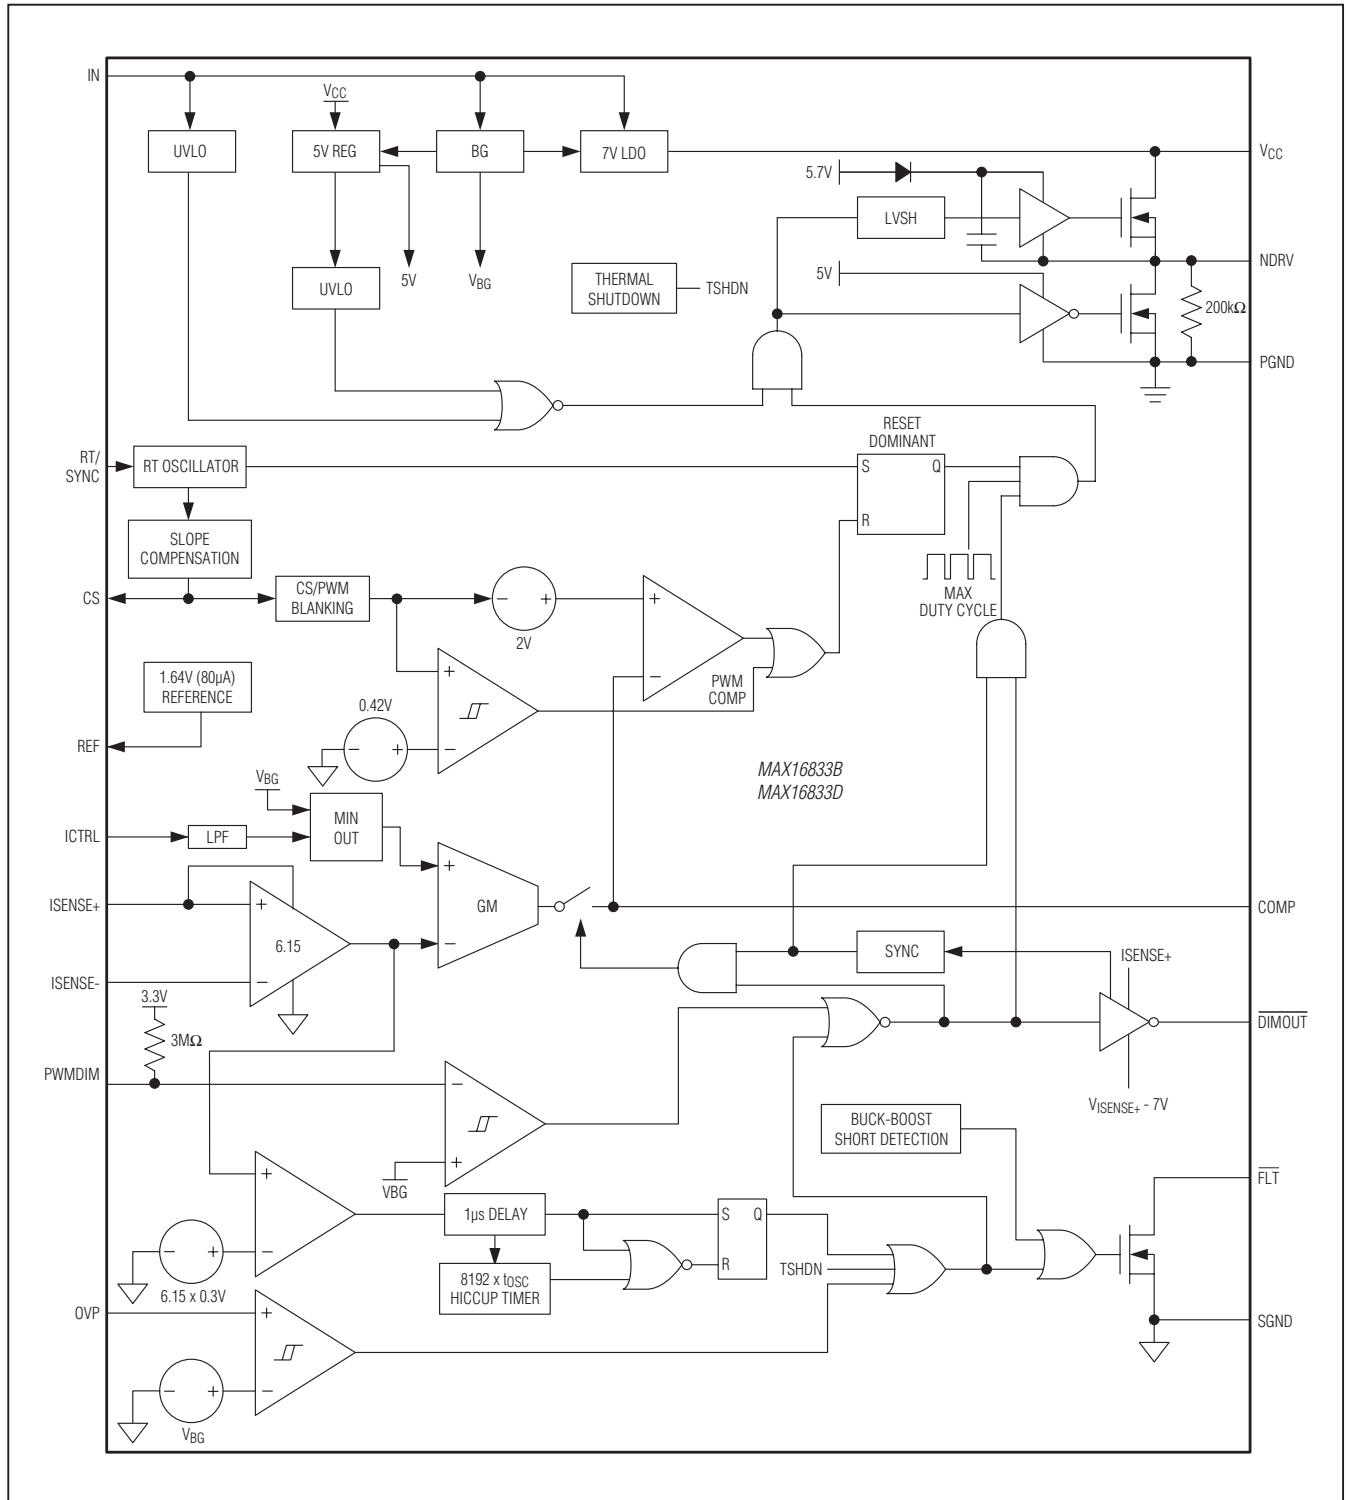 IN
VCC
UVLO
5V REG
BG
7V LDO
VCC
5.7V
LVSH
NDRV
5V
VBG
UVLO
THERMAL
SHUTDOWN
TSHDN
5V
200kΩ
PGND
RT/
SYNC
RT OSCILLATOR
RESET
DOMINANT
S
Q
R
SLOPE
COMPENSATION
CS
CS/PWM
BLANKING
−
+
2V
+
−
MAX
DUTY CYCLE
PWM
COMP
1.64V (80µA)
REFERENCE
REF
0.42V
−
+
+
−
MAX16833B
MAX16833D
VBG
ICTRL
LPF
MIN
OUT
+
−
GM
ISENSE+
+
6.15
−
ISENSE-
COMP
SYNC
ISENSE+
DIMOUT
VISENSE+ - 7V
3.3V
3MΩ
PWMDIM
−
+
VBG
BUCK-BOOST
SHORT DETECTION
FLT
+
−
−
+
6.15 x 0.3V
1µs DELAY
8192 x tOSC
HICCUP TIMER
S
Q
R
TSHDN
OVP
+
−
−
+
VBG
SGND